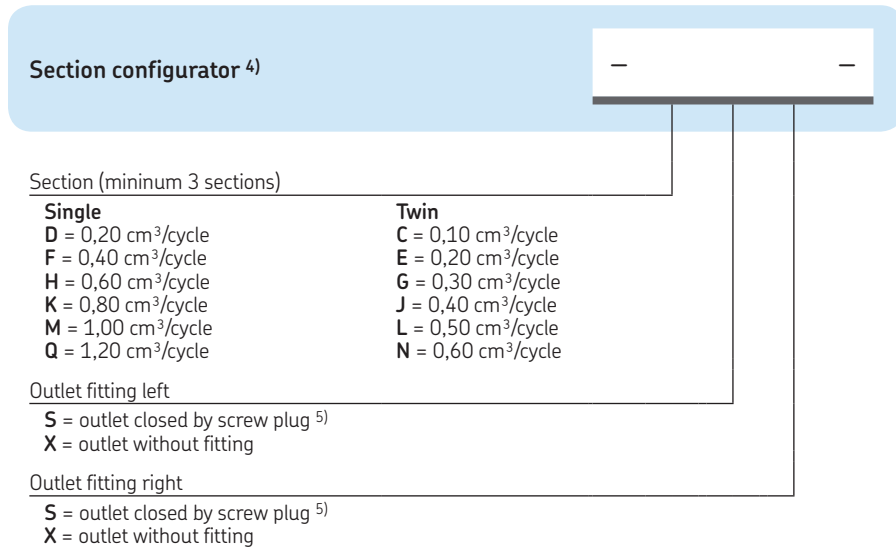 Section configurator 4)
–
–
Section (mininum 3 sections)
Single Twin
D = 0,20 cm³/cycle C = 0,10 cm³/cycle
F = 0,40 cm³/cycle E = 0,20 cm³/cycle
H = 0,60 cm³/cycle G = 0,30 cm³/cycle
K = 0,80 cm³/cycle J = 0,40 cm³/cycle
M = 1,00 cm³/cycle L = 0,50 cm³/cycle
Q = 1,20 cm³/cycle N = 0,60 cm³/cycle
Outlet fitting left
S = outlet closed by screw plug 5)
X = outlet without fitting
Outlet fitting right
S = outlet closed by screw plug 5)
X = outlet without fitting